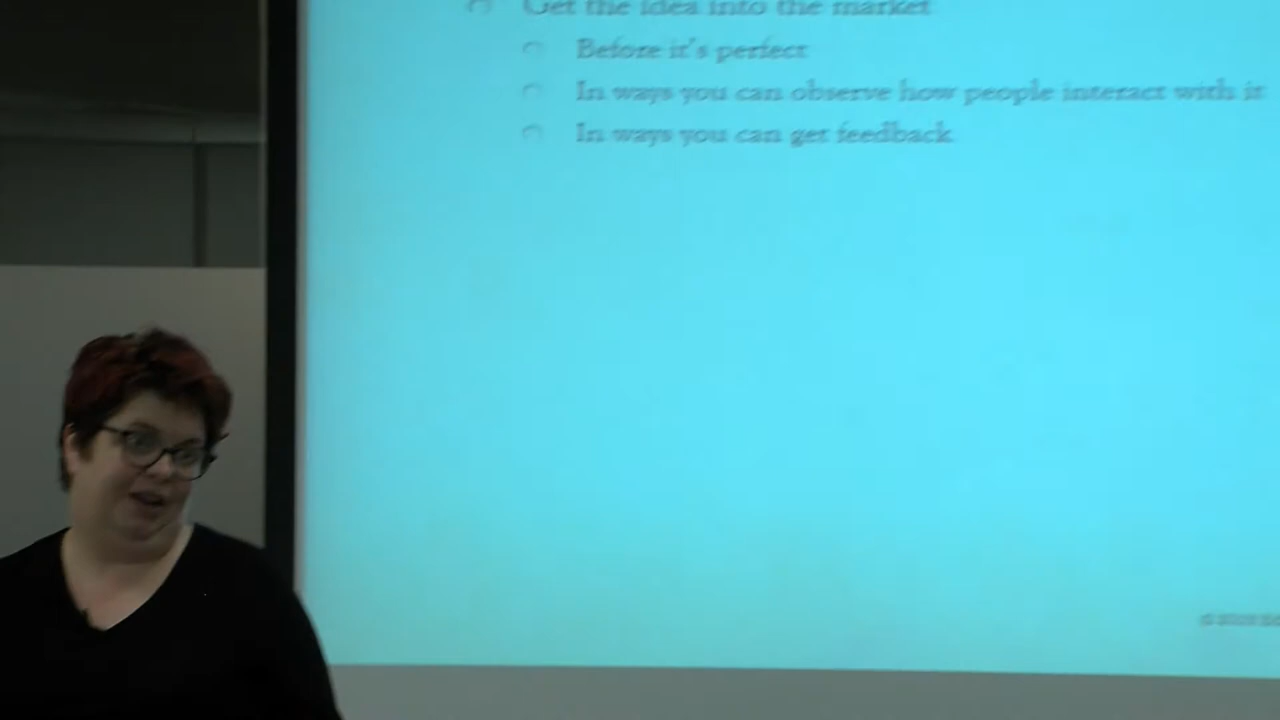 Get the idea into the market
Before it's perfect
In ways you can observe how people interact with it
In ways you can get feedback